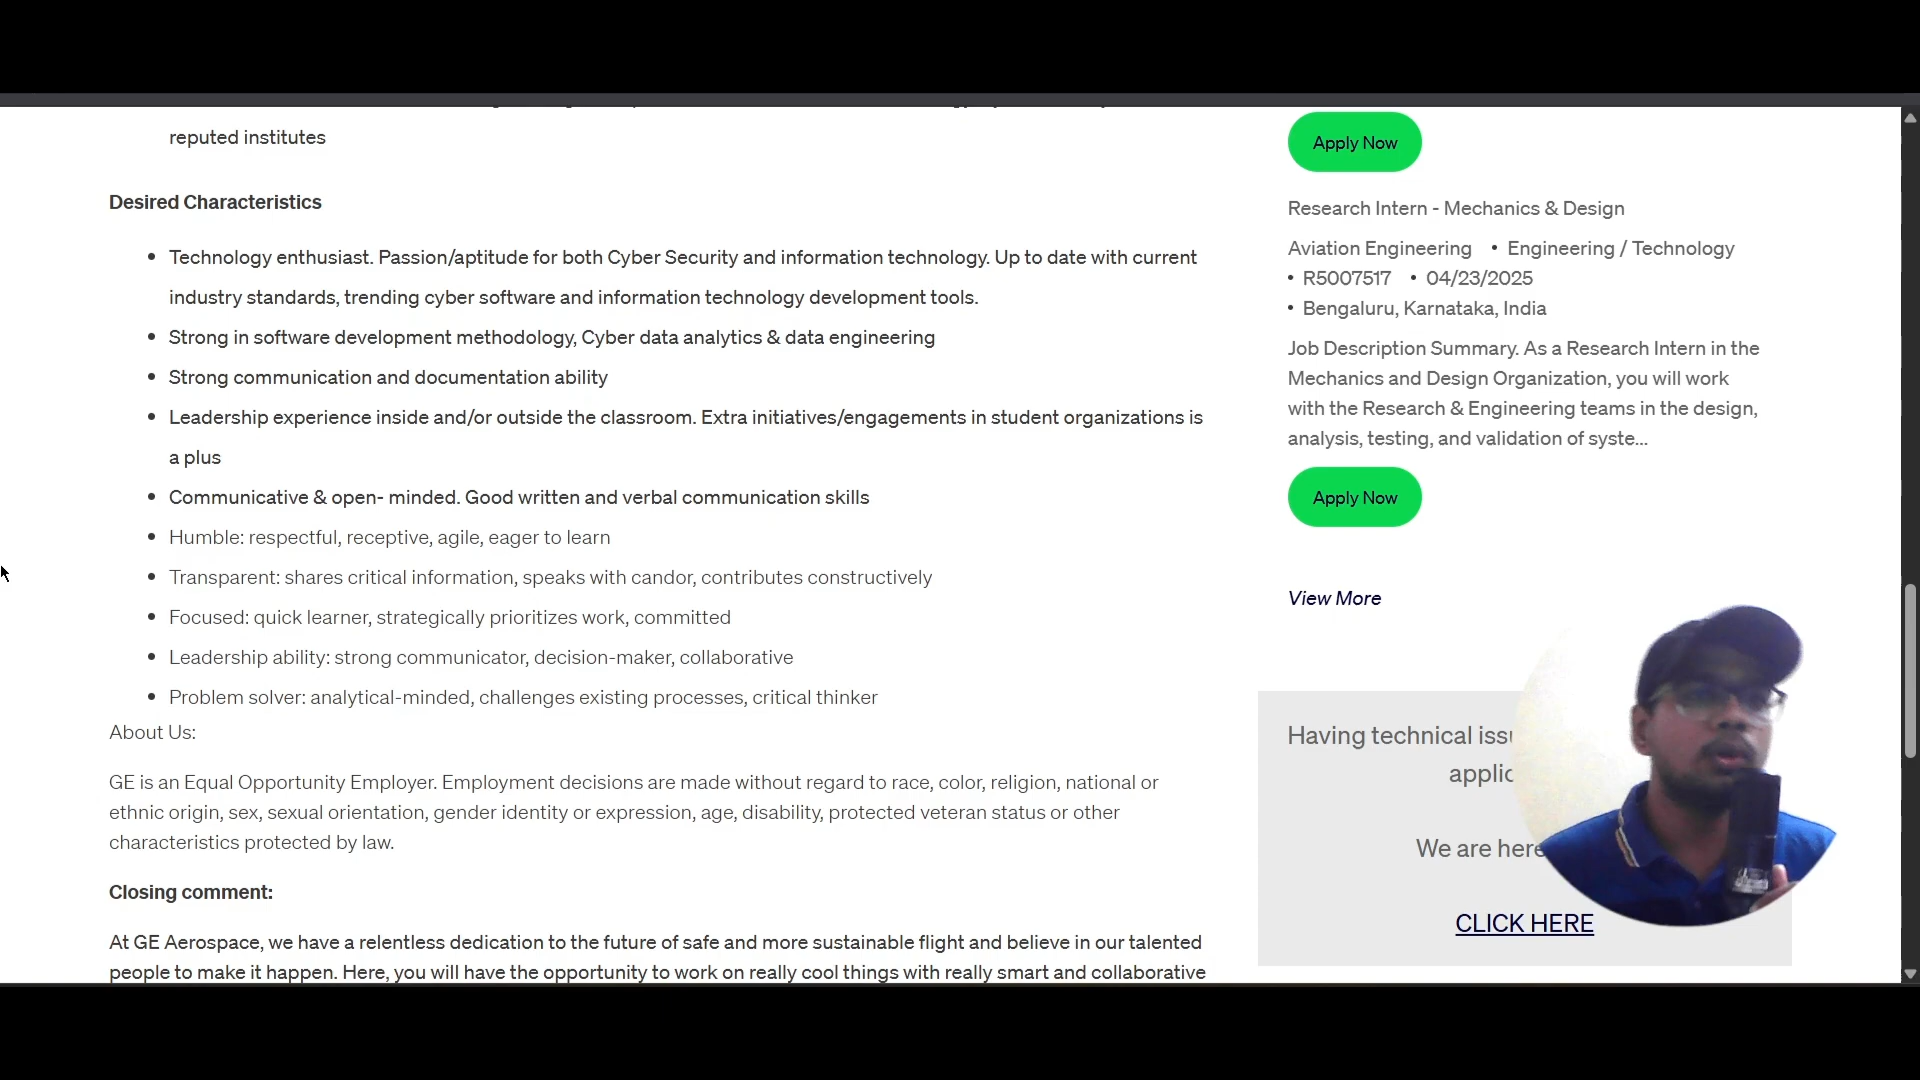 reputed institutes
Desired Characteristics
• Technology enthusiast. Passion/aptitude for both Cyber Security and information technology. Up to date with current
industry standards, trending cyber software and information technology development tools.
• Strong in software development methodology, Cyber data analytics & data engineering
• Strong communication and documentation ability
• Leadership experience inside and/or outside the classroom. Extra initiatives/engagements in student organizations is
a plus
• Communicative & open- minded. Good written and verbal communication skills
• Humble: respectful, receptive, agile, eager to learn
• Transparent: shares critical information, speaks with candor, contributes constructively
• Focused: quick learner, strategically prioritizes work, committed
• Leadership ability: strong communicator, decision-maker, collaborative
• Problem solver: analytical-minded, challenges existing processes, critical thinker
About Us:
GE is an Equal Opportunity Employer. Employment decisions are made without regard to race, color, religion, national or
ethnic origin, sex, sexual orientation, gender identity or expression, age, disability, protected veteran status or other
characteristics protected by law.
Closing comment:
At GE Aerospace, we have a relentless dedication to the future of safe and more sustainable flight and believe in our talented
people to make it happen. Here, you will have the opportunity to work on really cool things with really smart and collaborative
Apply Now
Research Intern - Mechanics & Design
Aviation Engineering • Engineering / Technology
• R5007517 • 04/23/2025
• Bengaluru, Karnataka, India
Job Description Summary. As a Research Intern in the
Mechanics and Design Organization, you will work
with the Research & Engineering teams in the design,
analysis, testing, and validation of syste...
Apply Now
View More
Having technical
We are here
CLICK HERE